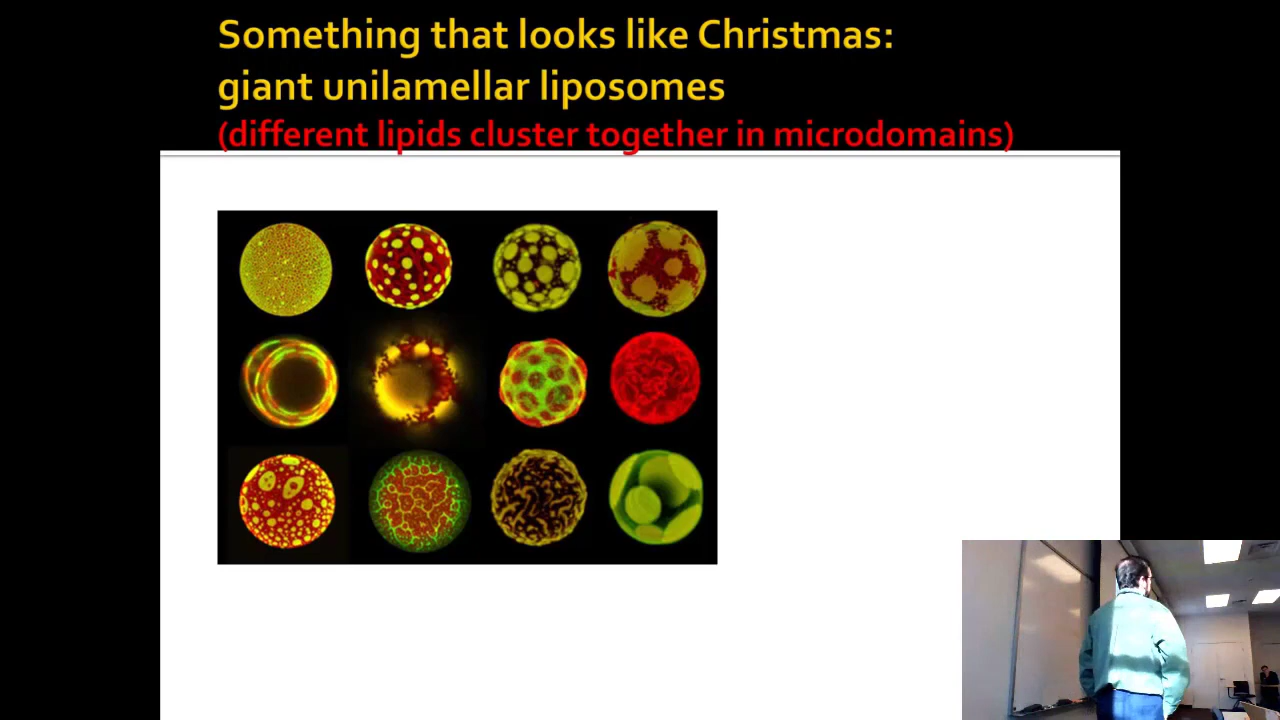 Something that looks like Christmas:
giant unilamellar liposomes
(different lipids cluster together in microdomains)